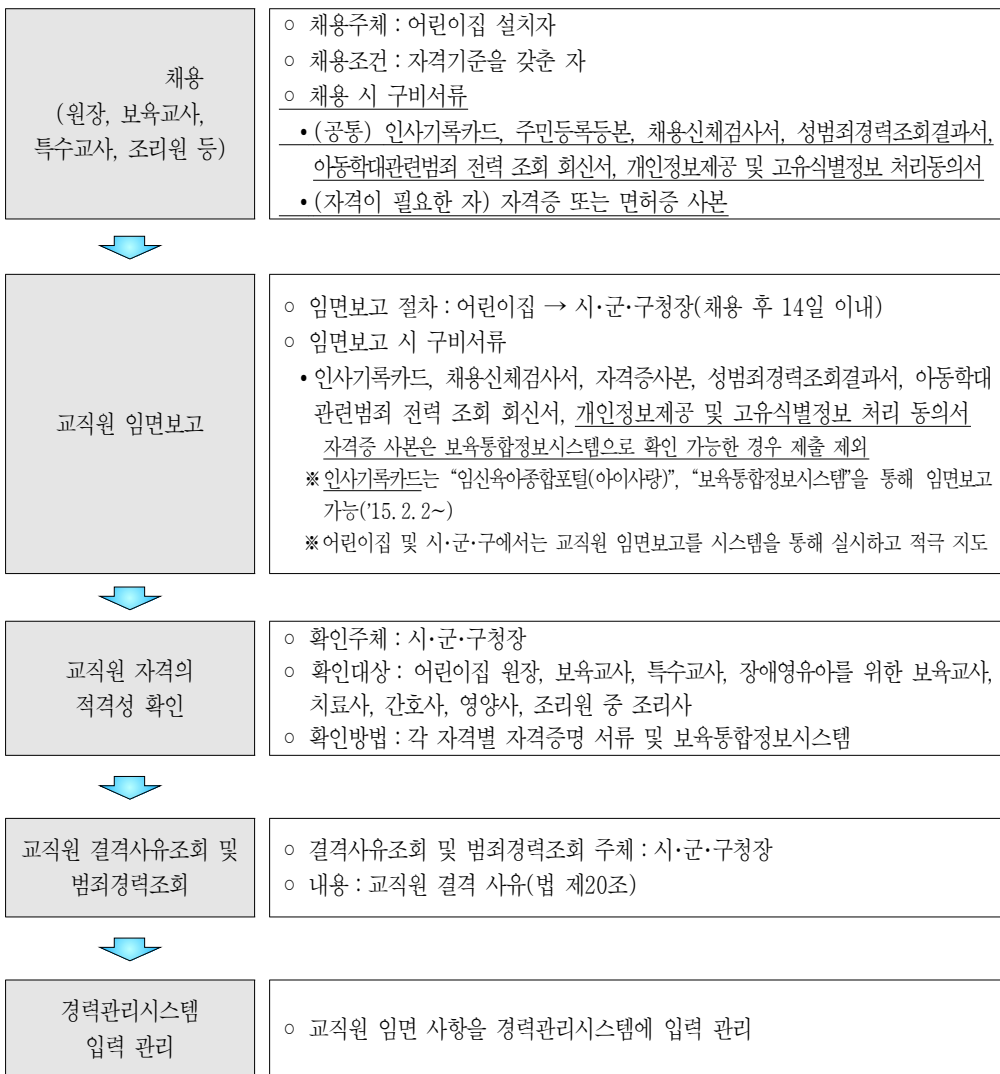 채용
(원장, 보육교사,
특수교사, 조리원 등)
○ 채용주체 : 어린이집 설치자
○ 채용조건 : 자격기준을 갖춘 자
○ 채용 시 구비서류
• (공통) 인사기록카드, 주민등록등본, 채용신체검사서, 성범죄경력조회결과서,
아동학대관련범죄 전력 조회 회신서, 개인정보제공 및 고유식별정보 처리동의서
• (자격이 필요한 자) 자격증 또는 면허증 사본
교직원 임면보고
○ 임면보고 절차 : 어린이집 → 시·군·구청장(채용 후 14일 이내)
○ 임면보고 시 구비서류
• 인사기록카드, 채용신체검사서, 자격증사본, 성범죄경력조회결과서, 아동학대
관련범죄 전력 조회 회신서, 개인정보제공 및 고유식별정보 처리 동의서
자격증 사본은 보육통합정보시스템으로 확인 가능한 경우 제출 제외
※ 인사기록카드는 “임신육아종합포털(아이사랑)”, “보육통합정보시스템”을 통해 임면보고
가능('15. 2. 2~)
※ 어린이집 및 시·군·구에서는 교직원 임면보고를 시스템을 통해 실시하고 적극 지도
교직원 자격의
적격성 확인
○ 확인주체 : 시·군·구청장
○ 확인대상 : 어린이집 원장, 보육교사, 특수교사, 장애영유아를 위한 보육교사,
치료사, 간호사, 영양사, 조리원 중 조리사
○ 확인방법 : 각 자격별 자격증명 서류 및 보육통합정보시스템
교직원 결격사유조회 및
범죄경력조회
○ 결격사유조회 및 범죄경력조회 주체 : 시·군·구청장
○ 내용 : 교직원 결격 사유(법 제20조)
경력관리시스템
입력 관리
○ 교직원 임면 사항을 경력관리시스템에 입력 관리